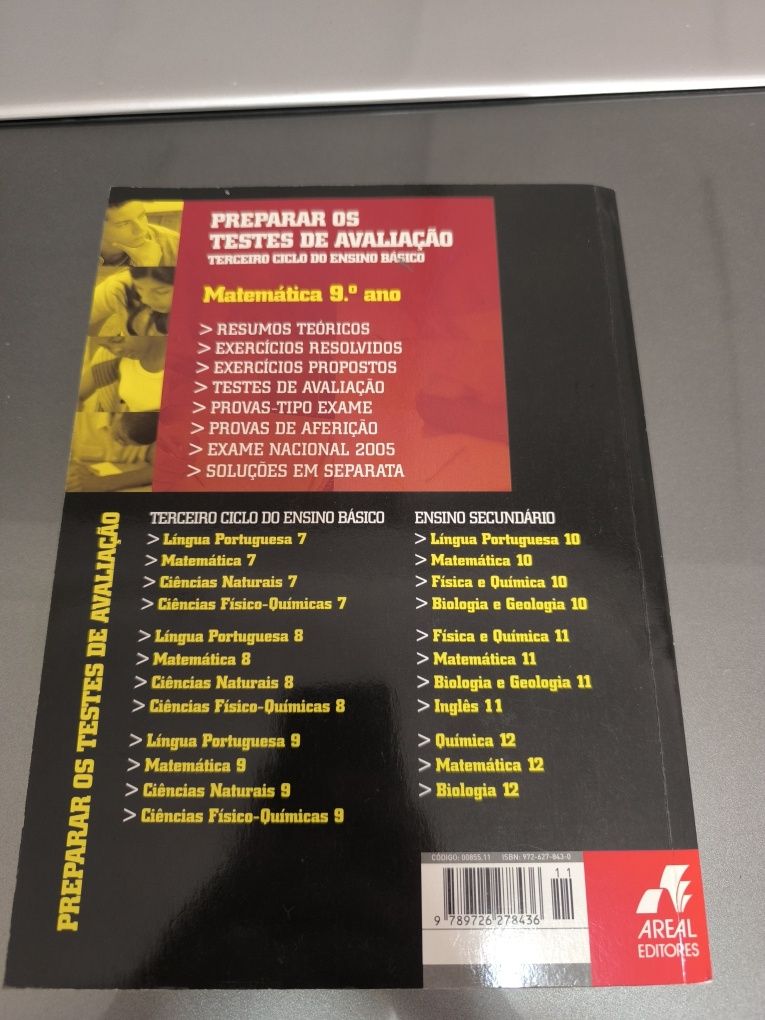 PREPARAR OS
TESTES DE AVALIAÇÃO
TERCEIRO CICLO DO ENSINO BÁSICO
Matemática 9.º ano
> RESUMOS TEÓRICOS
> EXERCÍCIOS RESOLVIDOS
> EXERCÍCIOS PROPOSTOS
> TESTES DE AVALIAÇÃO
> PROVAS-TIPO EXAME
> PROVAS DE AFERIÇÃO
> EXAME NACIONAL 2005
> SOLUÇÕES EM SEPARATA
PREPARAR OS TESTES DE AVALIAÇÃO
TERCEIRO CICLO DO ENSINO BÁSICO
> Língua Portuguesa 7
> Matemática 7
> Ciências Naturais 7
> Ciências Físico-Químicas 7
> Língua Portuguesa 8
> Matemática 8
> Ciências Naturais 8
> Ciências Físico-Químicas 8
> Língua Portuguesa 9
> Matemática 9
> Ciências Naturais 9
> Ciências Físico-Químicas 9
ENSINO SECUNDÁRIO
> Língua Portuguesa 10
> Matemática 10
> Física e Química 10
> Biologia e Geologia 10
> Física e Química 11
> Matemática 11
> Biologia e Geologia 11
> Inglês 11
> Química 12
> Matemática 12
> Biologia 12
CÓDIGO: 00855.11 ISBN: 972-627-843-0
11
9 789726 278436
AREAL
EDITORES